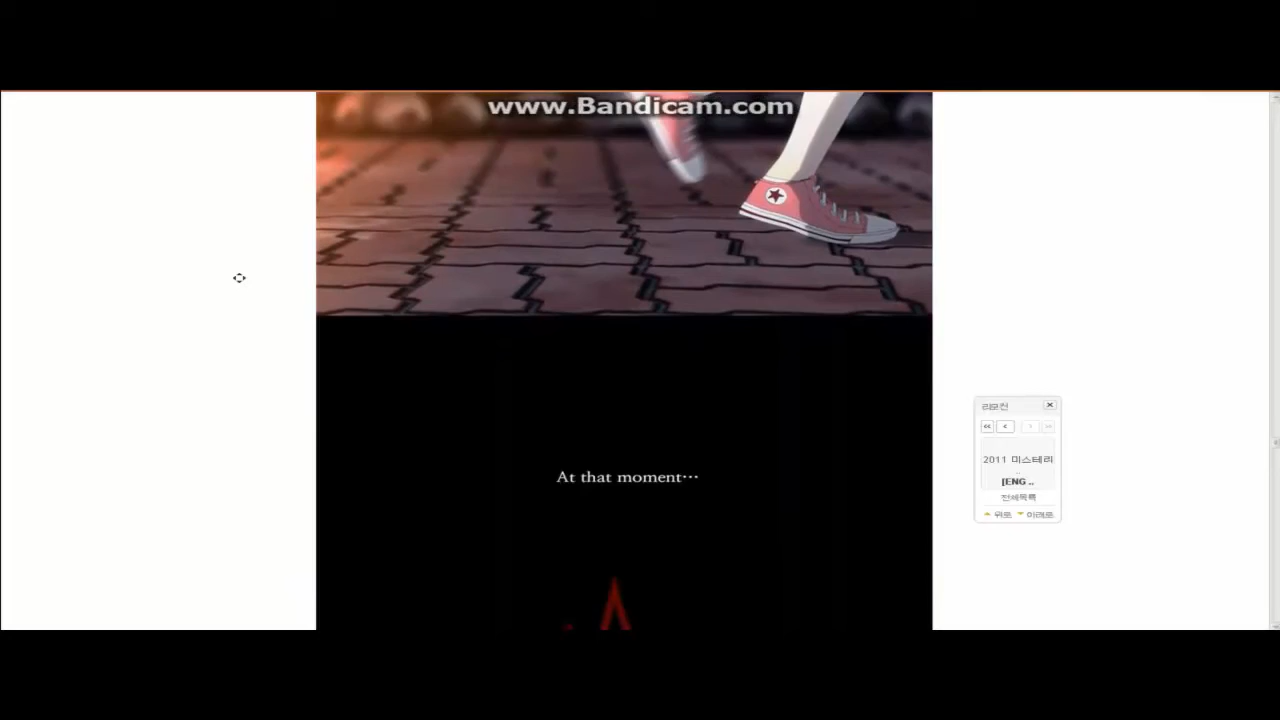 www.Bandicam.com
리모컨
2011 미스테리
..
[ENG ..
전체목록
위로 아래로
At that moment…